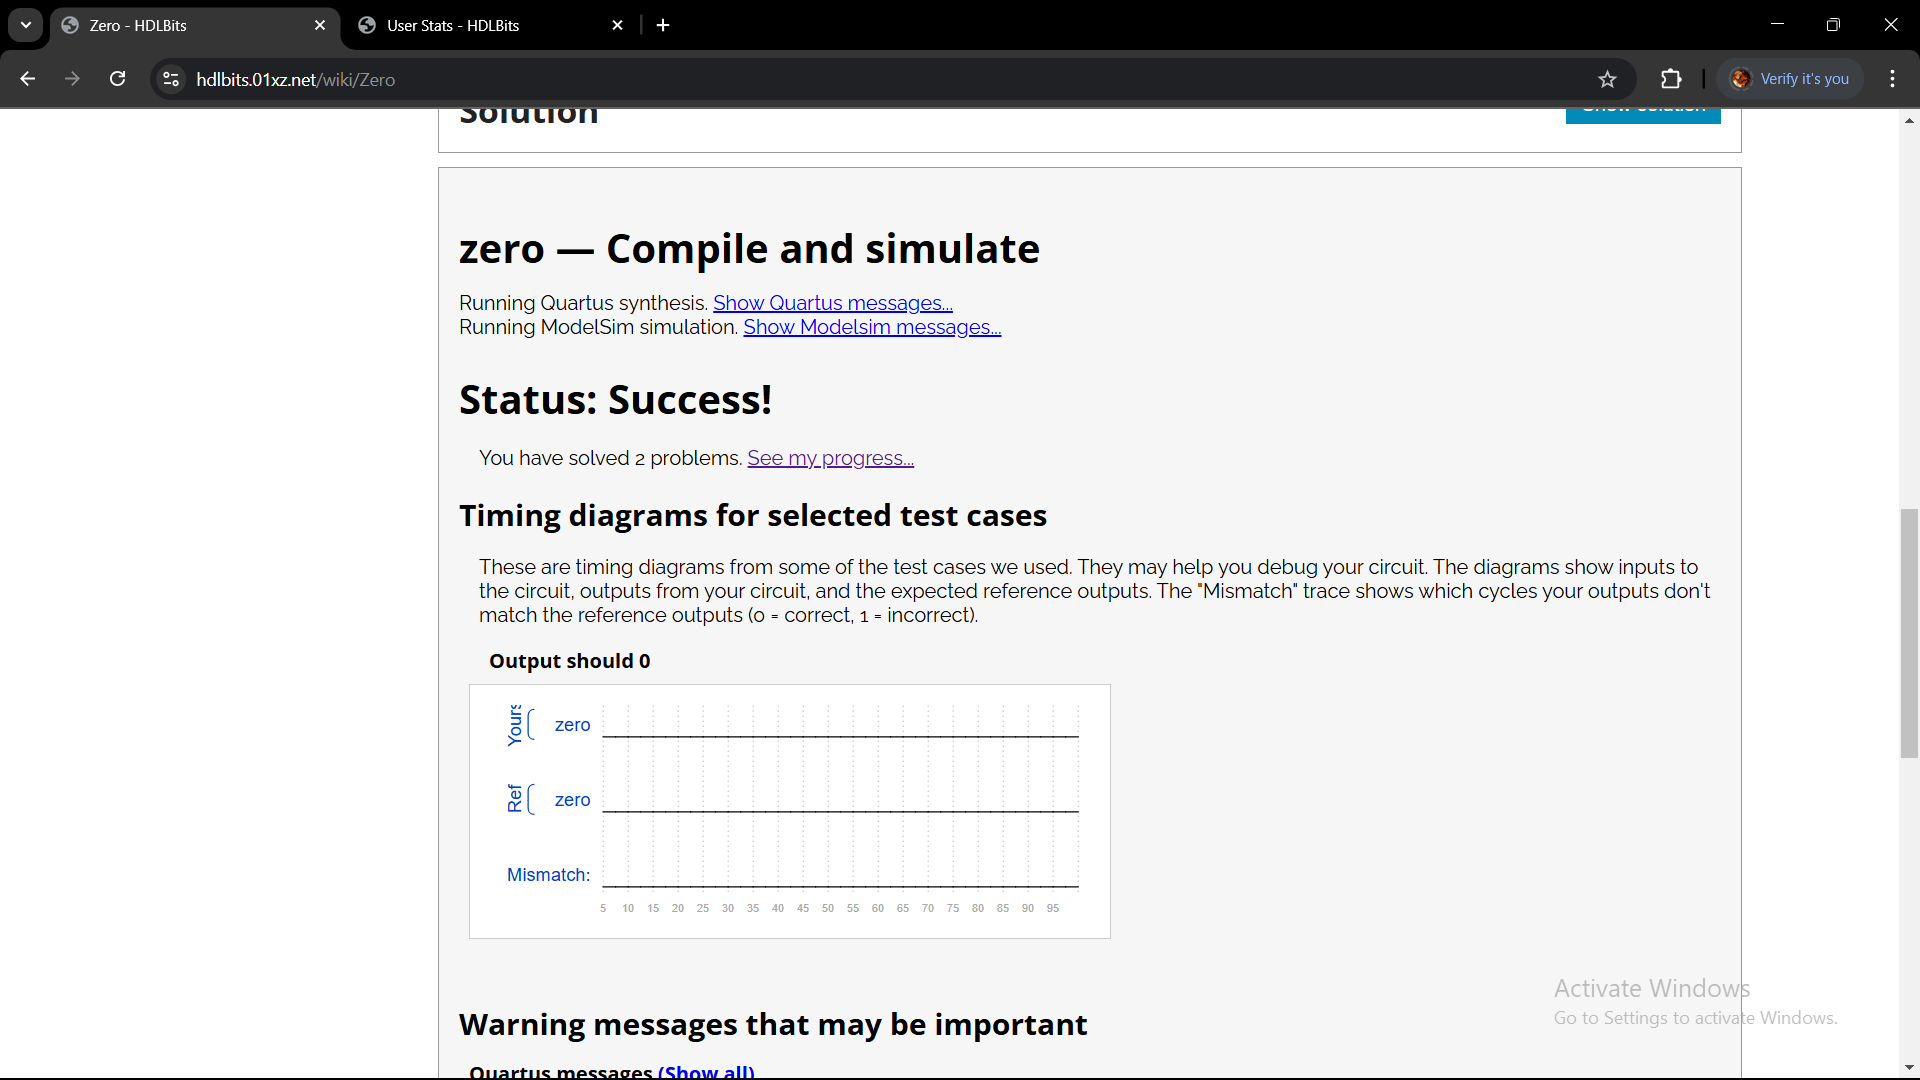 Zero - HDLBits
User Stats - HDLBits
hdlbits.01xz.net/wiki/Zero
Verify it's you
Solution
Show solution
zero — Compile and simulate
Running Quartus synthesis. Show Quartus messages...
Running ModelSim simulation. Show Modelsim messages...
Status: Success!
You have solved 2 problems. See my progress...
Timing diagrams for selected test cases
These are timing diagrams from some of the test cases we used. They may help you debug your circuit. The diagrams show inputs to
the circuit, outputs from your circuit, and the expected reference outputs. The "Mismatch" trace shows which cycles your outputs don't
match the reference outputs (0 = correct, 1 = incorrect).
Output should 0
Yours
zero
Ref
zero
Mismatch:
5 10 15 20 25 30 35 40 45 50 55 60 65 70 75 80 85 90 95
Activate Windows
Go to Settings to activate Windows.
Warning messages that may be important
Quartus messages (Show all)